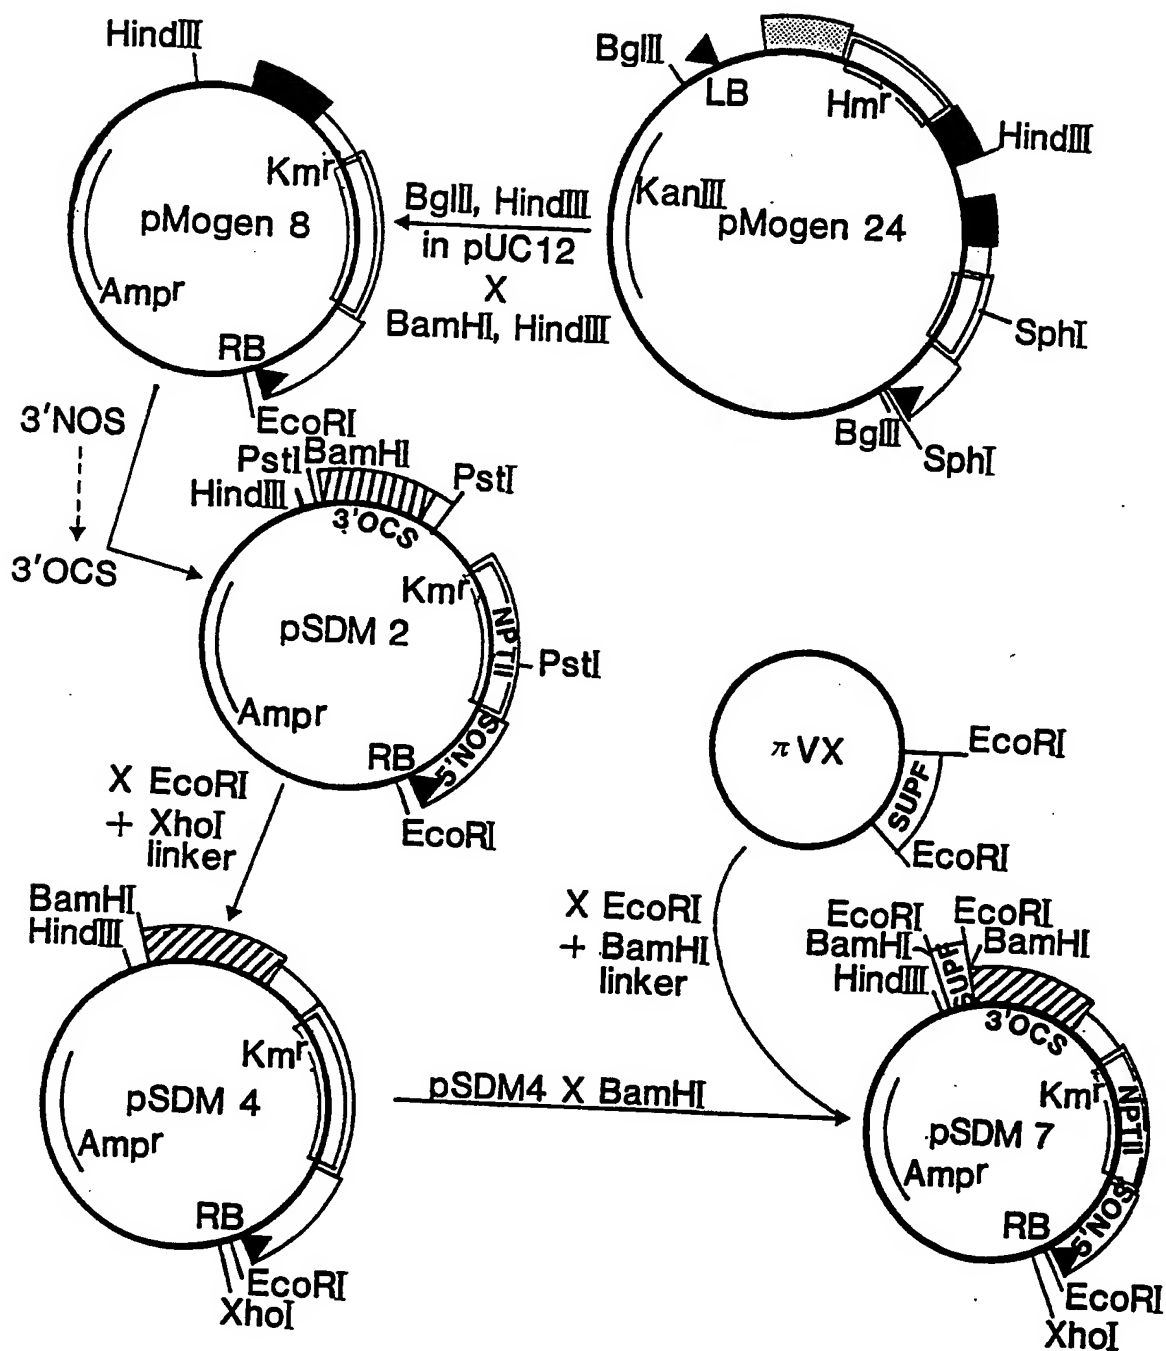 HindIII
Kmr
pMogen 8
Ampr
RB
EcoRI
BglII
LB
Hmr
HindIII
KanIII
pMogen 24
SphI
BglII
SphI
BglII, HindIII
in pUC12
X
BamHI, HindIII
3'NOS
3'OCS
PstI
BamHI
HindIII
PstI
3'OCS
Kmr
NPTII
pSDM 2
PstI
Ampr
RB
5'NOS
EcoRI
X EcoRI
+ XhoI
linker
π VX
EcoRI
SUPF
EcoRI
X EcoRI
+ BamHI
linker
BamHI
HindIII
Kmr
pSDM 4
Ampr
RB
EcoRI
XhoI
pSDM4 X BamHI
EcoRI
EcoRI
BamHI
BamHI
HindIII
SUPF
3'OCS
Kmr
NPTII
pSDM 7
Ampr
RB
5'NOS
EcoRI
XhoI